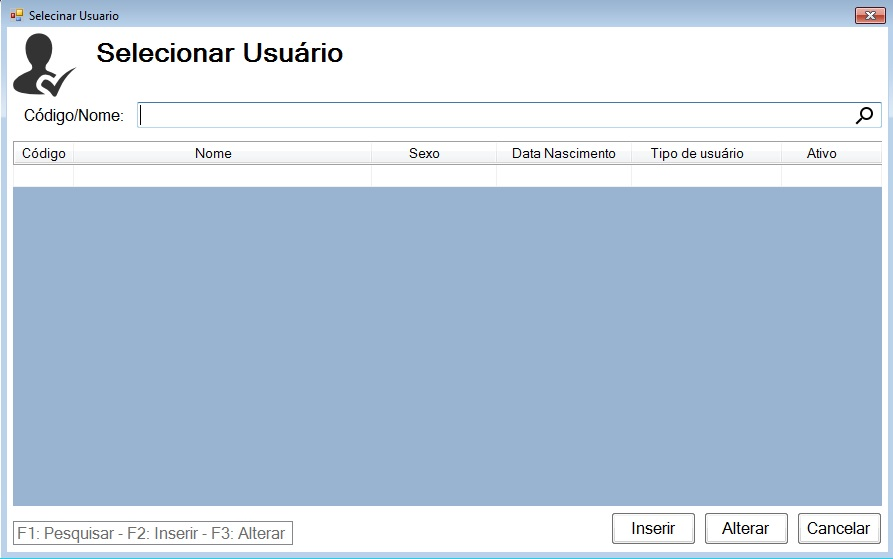 Selecinar Usuario
Selecionar Usuário
Código/Nome:
Código Nome Sexo Data Nascimento Tipo de usuário Ativo
F1: Pesquisar - F2: Inserir - F3: Alterar
Inserir Alterar Cancelar